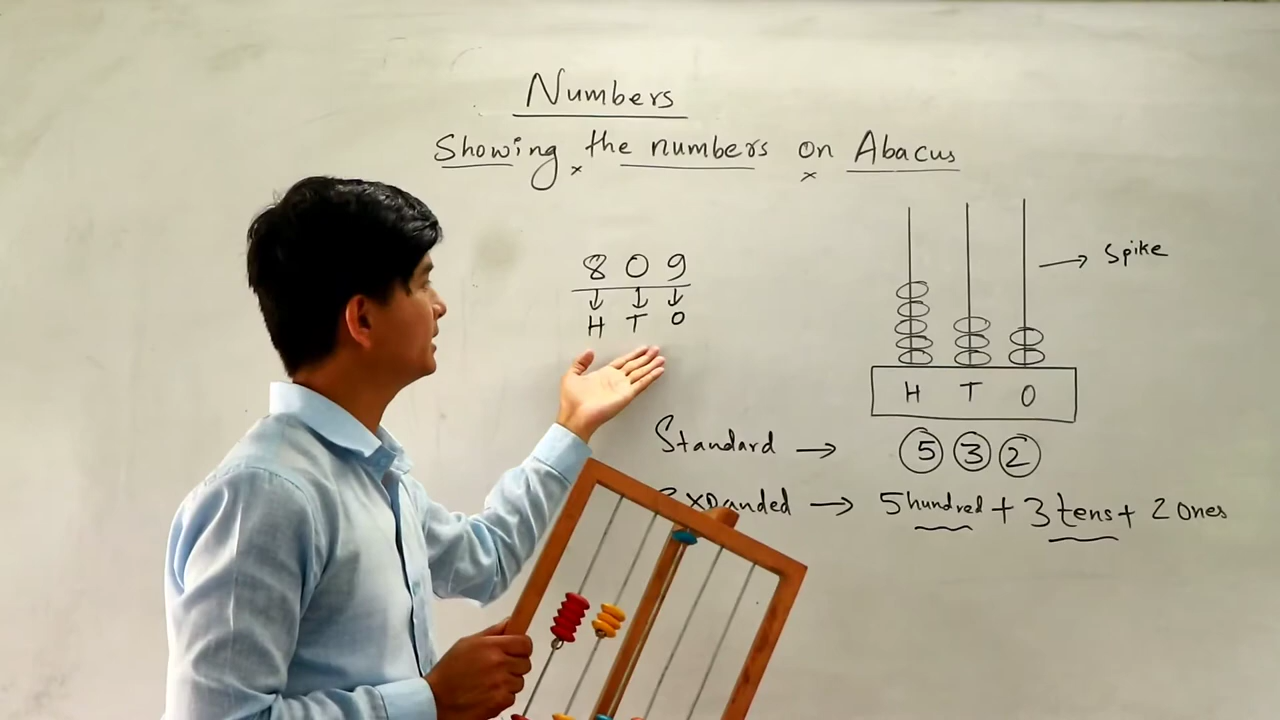 Numbers
Showing the numbers on Abacus
× ×
8 0 9
↓ ↓ ↓
H T O
→ Spike
H T O
Standard → 5 3 2
Expanded → 5 hundred + 3 tens + 2 Ones